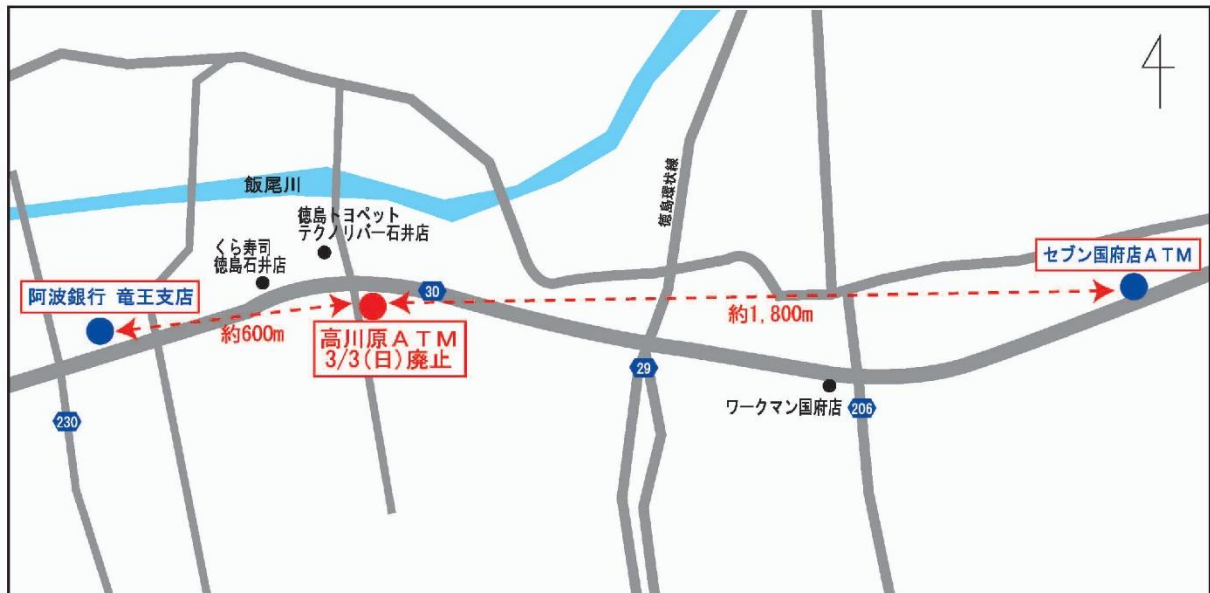 飯尾川
徳島トヨペット
テクノリバー石井店
くら寿司
徳島石井店
徳島環状線
阿波銀行 竜王支店
セブン国府店ATM
30
約600m
約1,800m
高川原ATM
3/3(日)廃止
29
ワークマン国府店
230
206